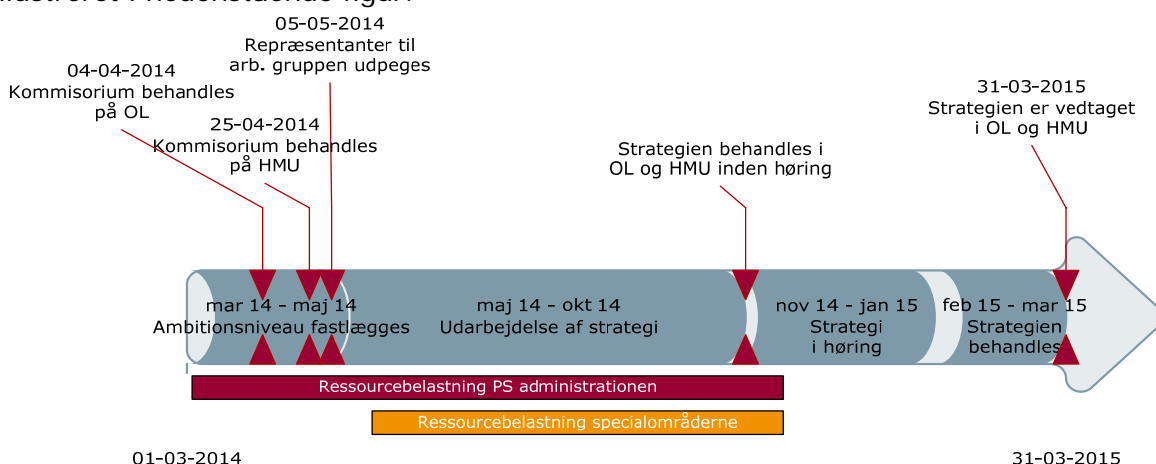 05-05-2014
Repræsentanter til
arb. gruppen udpeges
04-04-2014
Kommisorium behandles
på OL
25-04-2014
Kommisorium behandles
på HMU
Strategien behandles i
OL og HMU inden høring
31-03-2015
Strategien er vedtaget
i OL og HMU
mar 14 – maj 14
Ambitionsniveau fastlægges
maj 14 - okt 14
Udarbejdelse af strategi
nov 14 - jan 15
Strategi
i høring
feb 15 - mar 15
Strategien
behandles
Ressourcebelastning PS administrationen
Ressourcebelastning specialområderne
01-03-2014
31-03-2015